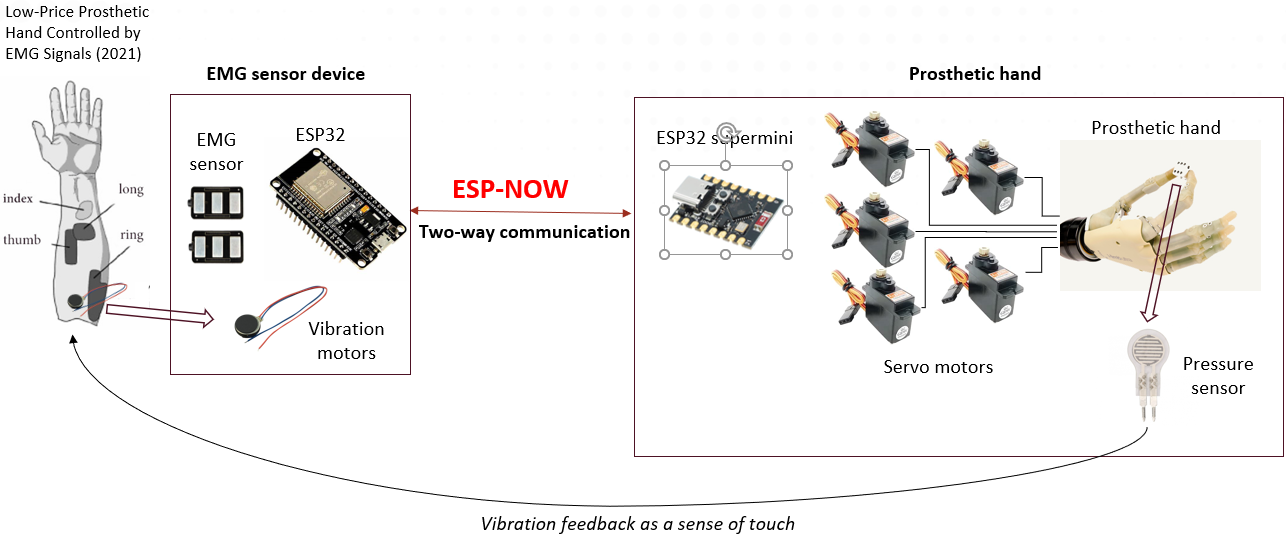 Low-Price Prosthetic
Hand Controlled by
EMG Signals (2021)
EMG sensor device
Prosthetic hand
EMG
sensor
ESP32
ESP32 supermini
Prosthetic hand
long
index
thumb
ring
ESP-NOW
Two-way communication
Vibration
motors
Servo motors
Pressure
sensor
Vibration feedback as a sense of touch